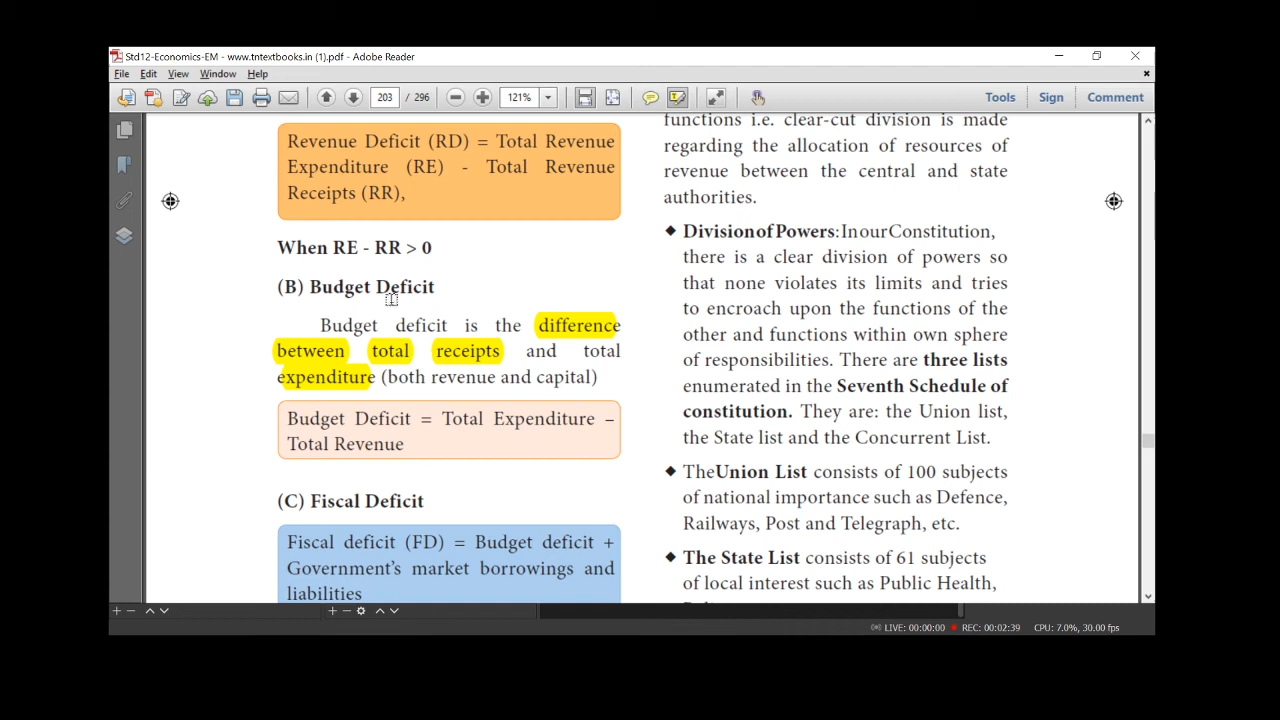 Std12-Economics-EM - www.tntextbooks.in (1).pdf - Adobe Reader
File Edit View Window Help
203 / 296 121% Tools Sign Comment
Revenue Deficit (RD) = Total Revenue
Expenditure (RE) - Total Revenue
Receipts (RR),
When RE - RR > 0
(B) Budget Deficit
Budget deficit is the difference
between total receipts and total
expenditure (both revenue and capital)
Budget Deficit = Total Expenditure –
Total Revenue
(C) Fiscal Deficit
Fiscal deficit (FD) = Budget deficit +
Government’s market borrowings and
liabilities
functions i.e. clear-cut division is made
regarding the allocation of resources of
revenue between the central and state
authorities.
◆ Division of Powers: In our Constitution,
there is a clear division of powers so
that none violates its limits and tries
to encroach upon the functions of the
other and functions within own sphere
of responsibilities. There are three lists
enumerated in the Seventh Schedule of
constitution. They are: the Union list,
the State list and the Concurrent List.
◆ The Union List consists of 100 subjects
of national importance such as Defence,
Railways, Post and Telegraph, etc.
◆ The State List consists of 61 subjects
of local interest such as Public Health,
LIVE: 00:00:00 REC: 00:02:39 CPU: 7.0%, 30.00 fps